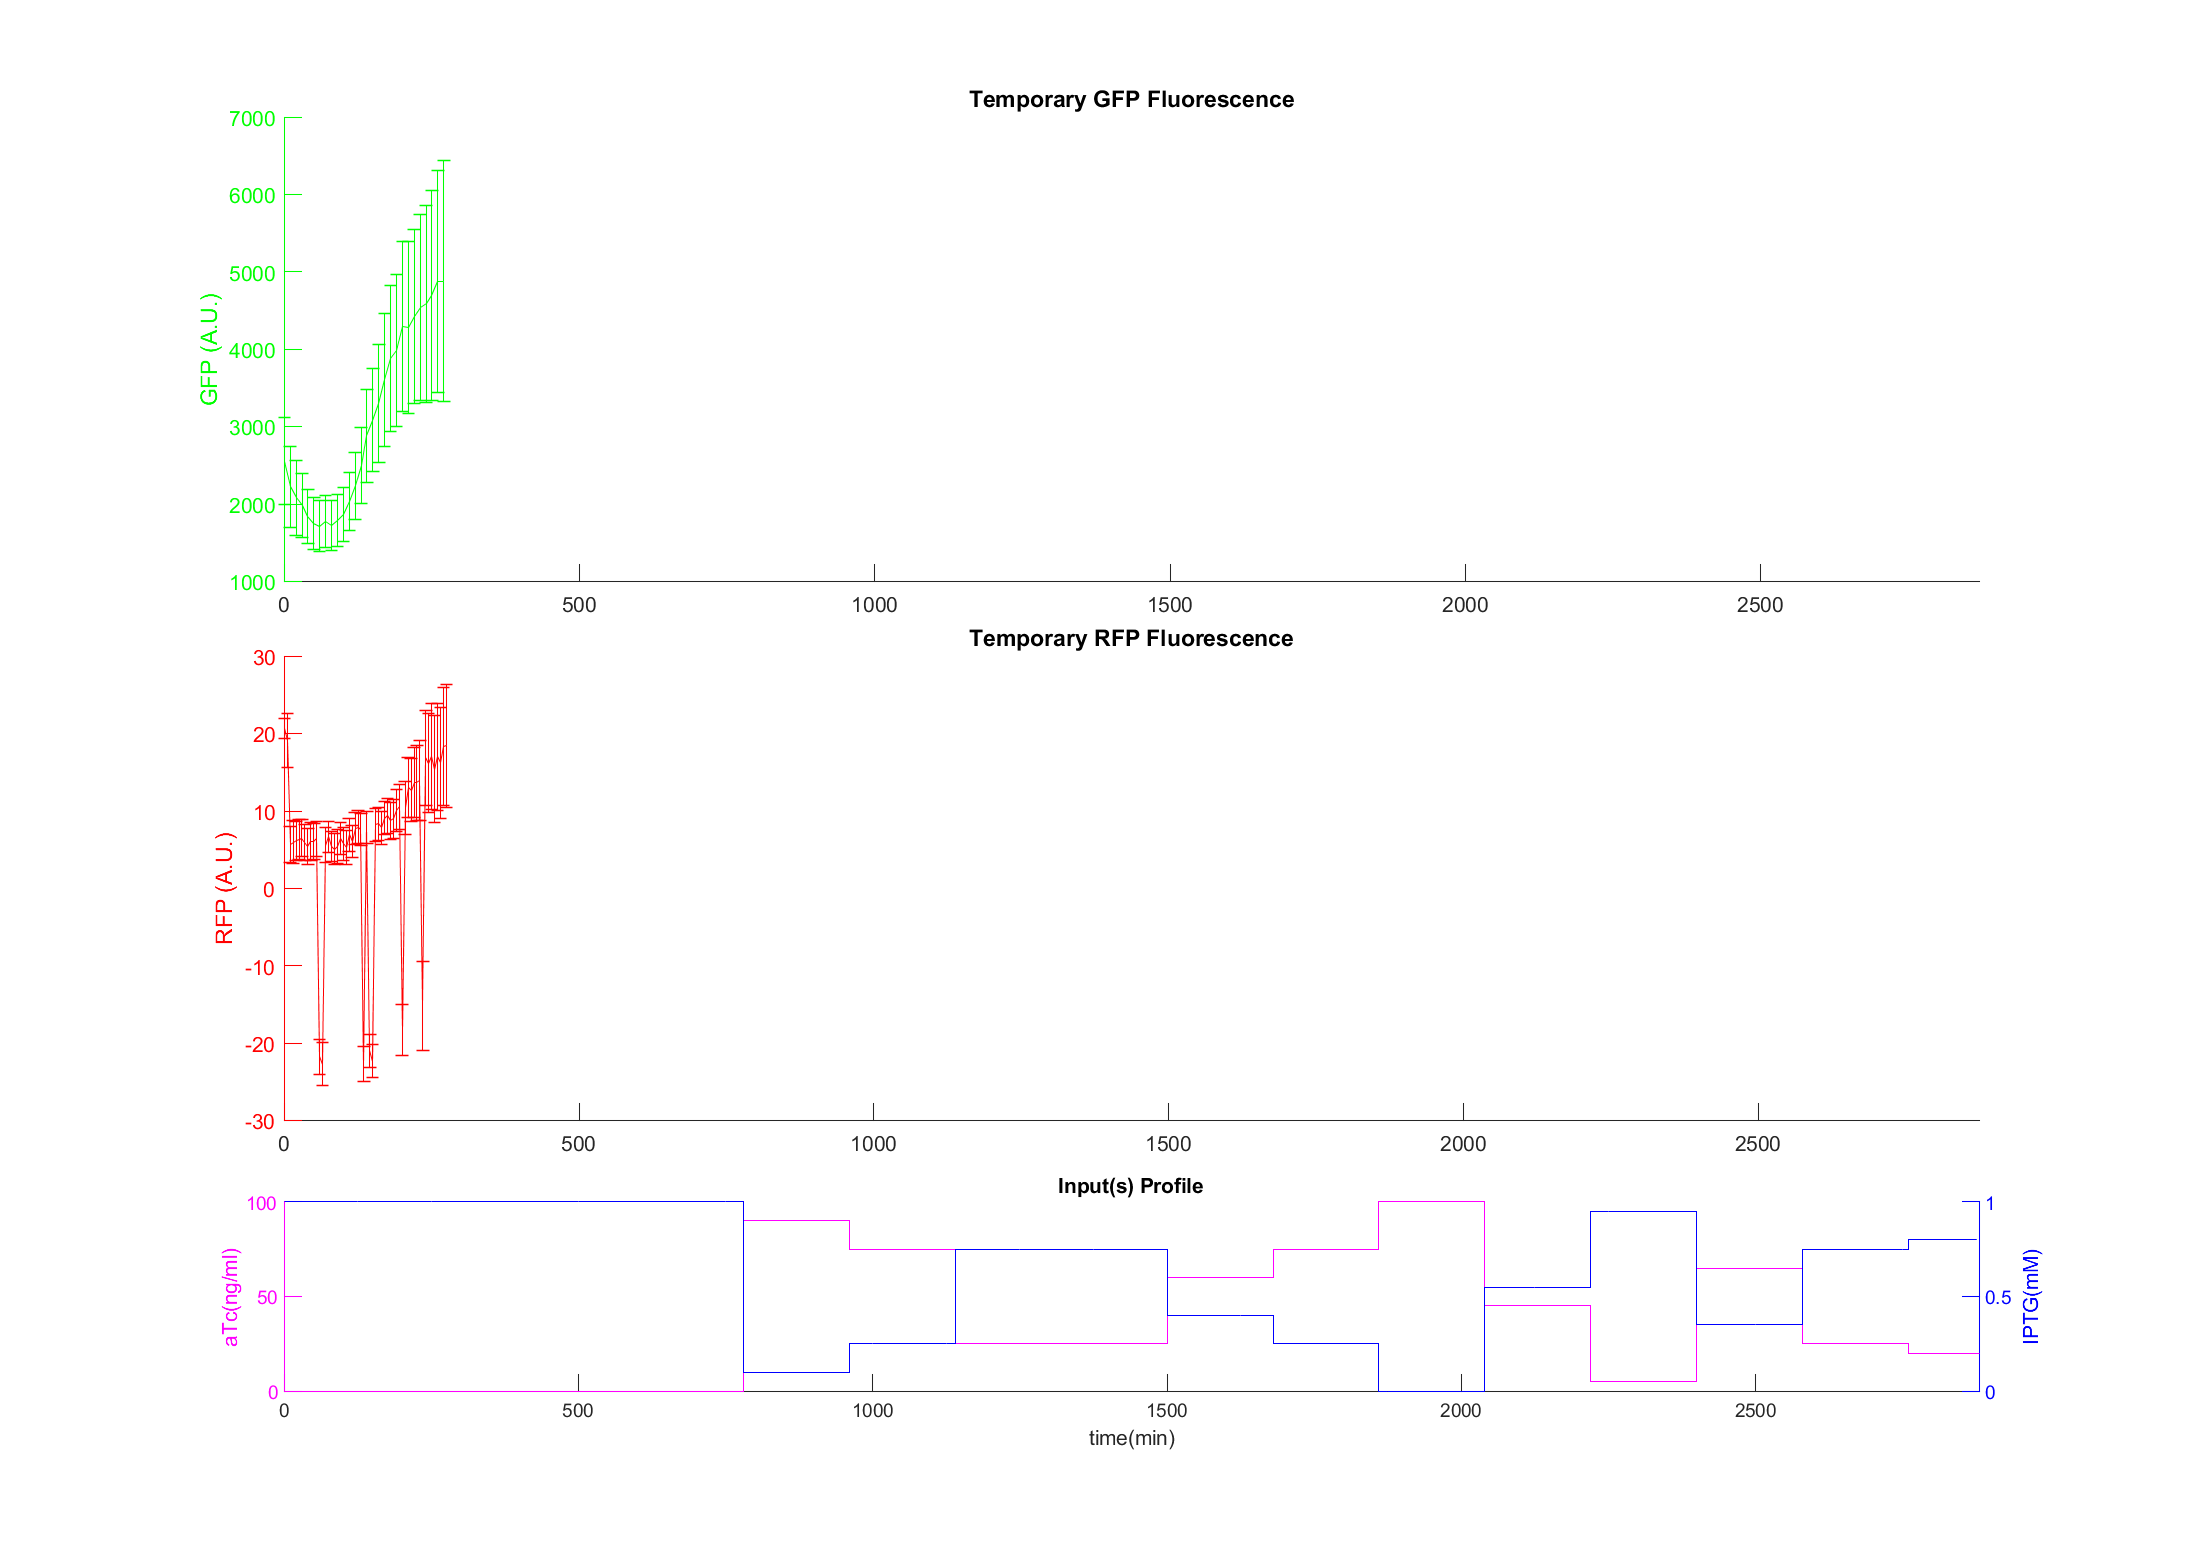 Temporary GFP Fluorescence
7000
6000
5000
4000
3000
2000
1000
GFP (A.U.)
0 500 1000 1500 2000 2500
Temporary RFP Fluorescence
30
20
10
0
-10
-20
-30
RFP (A.U.)
0 500 1000 1500 2000 2500
Input(s) Profile
100 1
50 0.5
0 0
aTc(ng/ml)
IPTG(mM)
0 500 1000 1500 2000 2500
time(min)